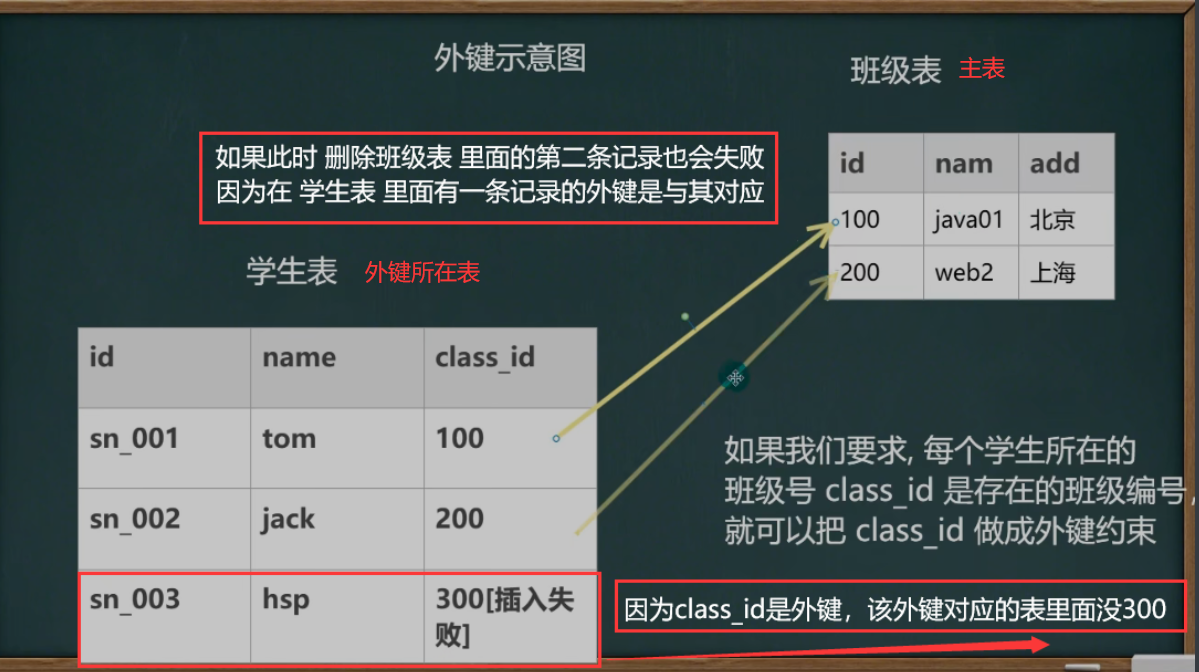 外键示意图
班级表 主表
如果此时 删除班级表 里面的第二条记录也会失败
因为在 学生表 里面有一条记录的外键是与其对应
id nam add
100 java01 北京
200 web2 上海
学生表 外键所在表
id name class_id
sn_001 tom 100
sn_002 jack 200
sn_003 hsp 300[插入失
败]
如果我们要求, 每个学生所在的
班级号 class_id 是存在的班级编号,
就可以把 class_id 做成外键约束
因为class_id是外键，该外键对应的表里面没300